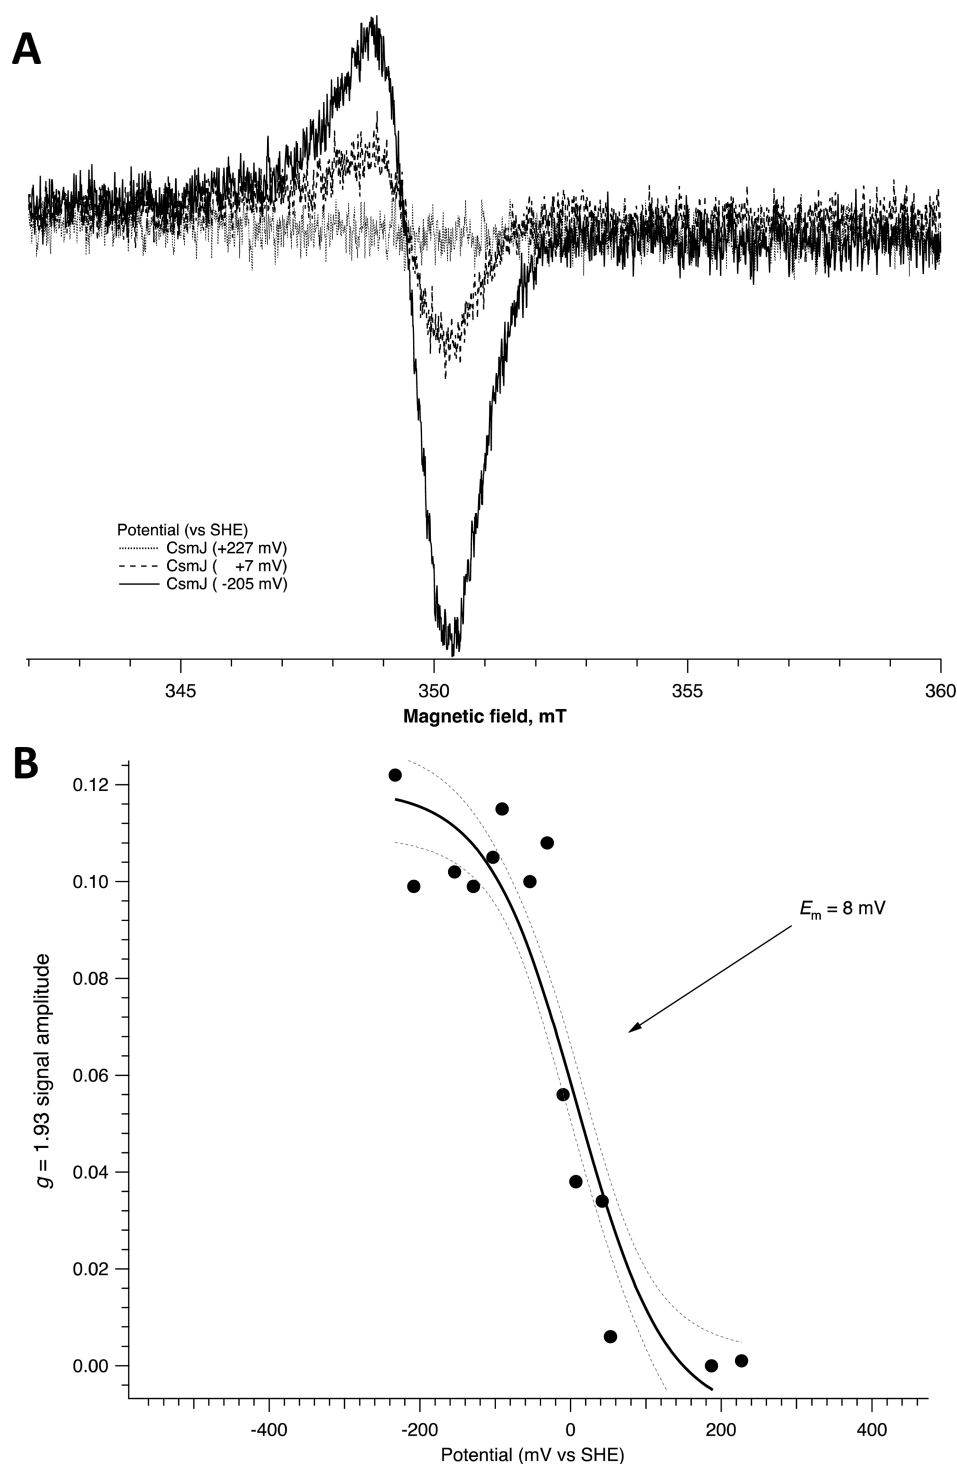 A
Potential (vs SHE)
CsmJ (+227 mV)
CsmJ ( +7 mV)
CsmJ ( -205 mV)
345 350 355 360
Magnetic field, mT
B
0.12
0.10
0.08
0.06
0.04
0.02
0.00
g = 1.93 signal amplitude
Em = 8 mV
-400 -200 0 200 400
Potential (mV vs SHE)